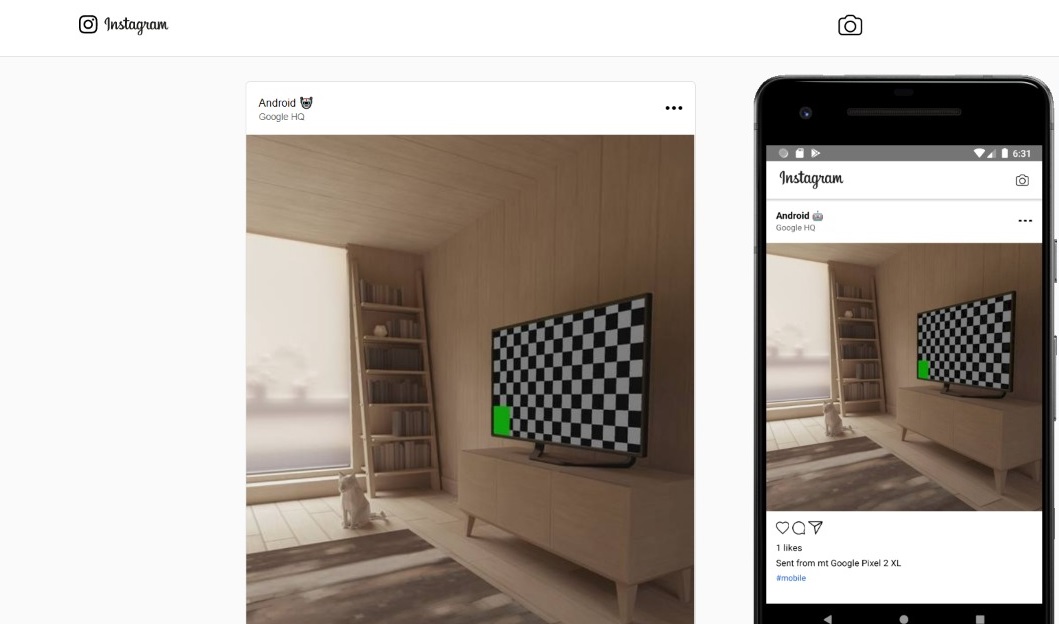 Instagram
Android
Google HQ
6:31
Instagram
Android
Google HQ
1 likes
Sent from mt Google Pixel 2 XL
#mobile